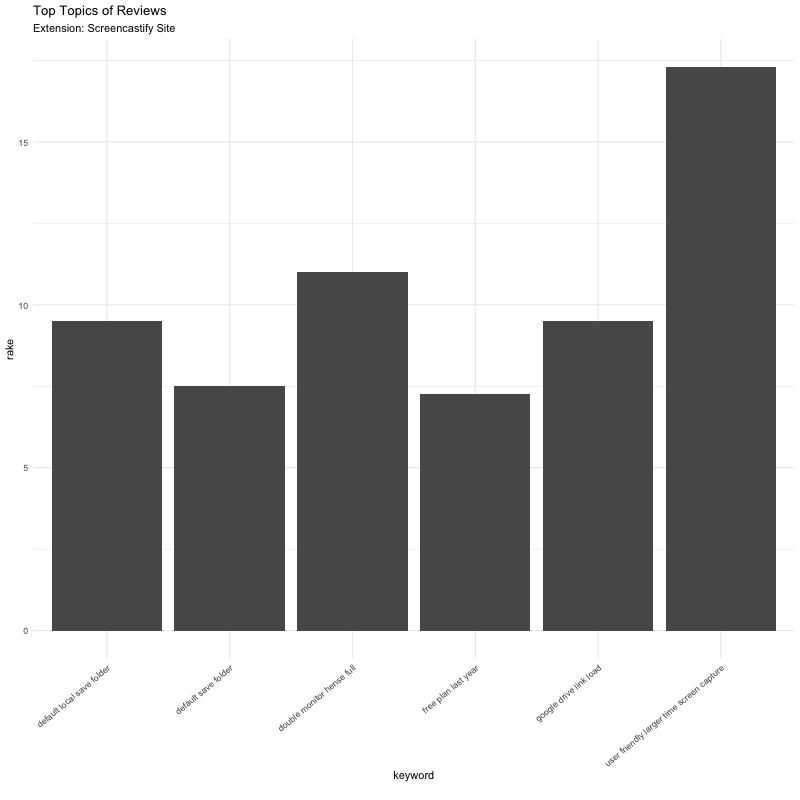 Top Topics of Reviews
Extension: Screencastify Site
rake
15
10
5
0
default local save folder
default save folder
double monitor hense full
free plan last year
google drive link load
user friendly larger time screen capture
keyword